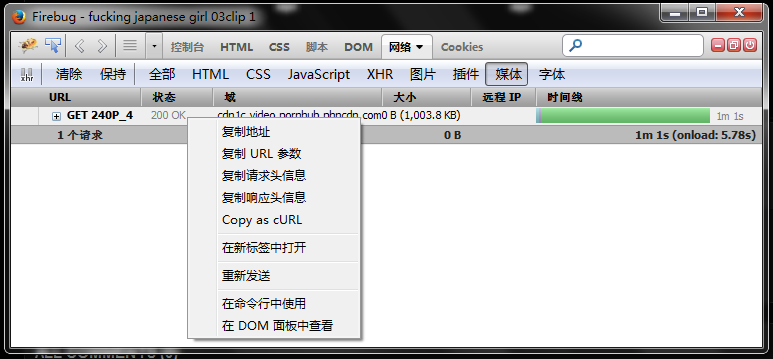 Firebug - fucking japanese girl 03clip 1
控制台 HTML CSS 脚本 DOM 网络 Cookies
xhr 清除 保持 全部 HTML CSS JavaScript XHR 图片 插件 媒体 字体
URL 状态 域 大小 远程 IP 时间线
GET 240P_4 200 OK cdn1c.video.pornhub.phncdn.com 0 B (1,003.8 KB) 1m 1s
1 个请求 0 B 1m 1s (onload: 5.78s)
复制地址
复制 URL 参数
复制请求头信息
复制响应头信息
Copy as cURL
在新标签中打开
重新发送
在命令行中使用
在 DOM 面板中查看
ALL COMMENTS (0)